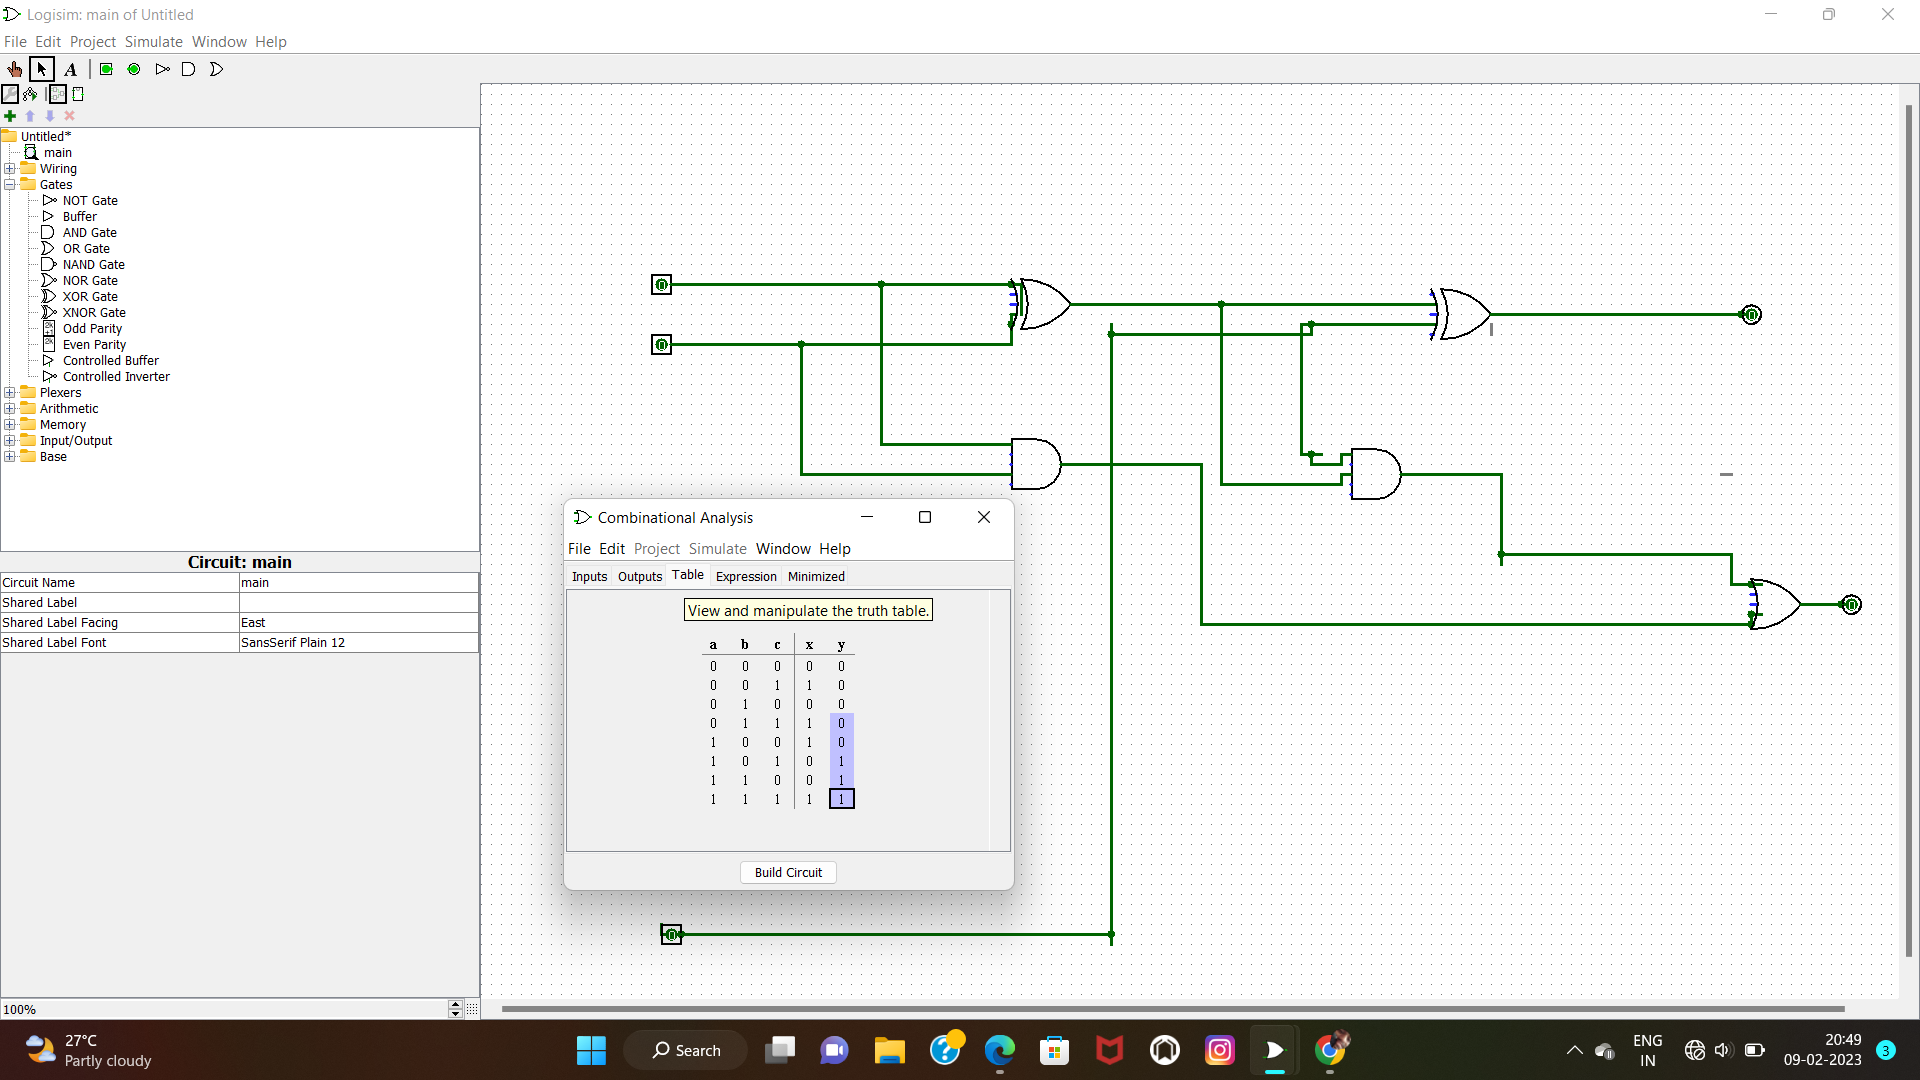 Logisim: main of Untitled
File Edit Project Simulate Window Help
A
Untitled*
main
Wiring
Gates
NOT Gate
Buffer
AND Gate
OR Gate
NAND Gate
NOR Gate
XOR Gate
XNOR Gate
Odd Parity
Even Parity
Controlled Buffer
Controlled Inverter
Plexers
Arithmetic
Memory
Input/Output
Base
Circuit: main
Circuit Name main
Shared Label
Shared Label Facing East
Shared Label Font SansSerif Plain 12
100%
Combinational Analysis
File Edit Project Simulate Window Help
Inputs Outputs Table Expression Minimized
View and manipulate the truth table.
a b c x y
0 0 0 0 0
0 0 1 1 0
0 1 0 0 0
0 1 1 1 0
1 0 0 1 0
1 0 1 0 1
1 1 0 0 1
1 1 1 1 1
Build Circuit
27°C
Partly cloudy
Search
ENG
IN
20:49
09-02-2023
3